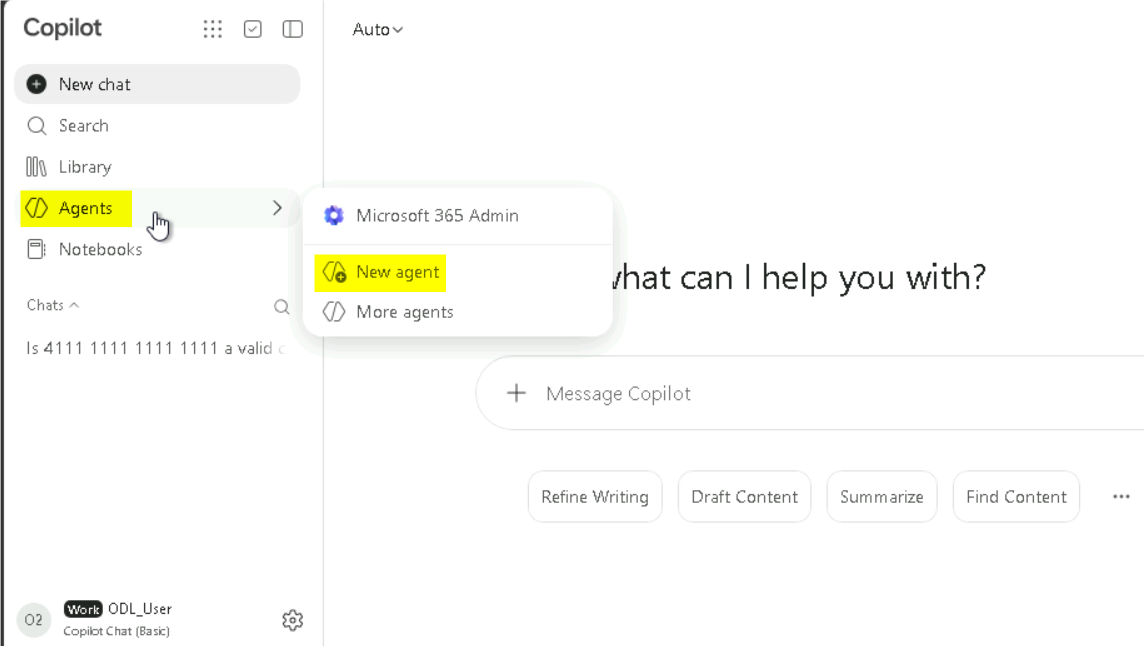 Copilot
Auto
New chat
Search
Library
Agents
Notebooks
Microsoft 365 Admin
New agent
More agents
what can I help you with?
Chats
Is 4111 1111 1111 1111 a valid
Message Copilot
Refine Writing
Draft Content
Summarize
Find Content
O2
Work ODL_User
Copilot Chat (Basic)